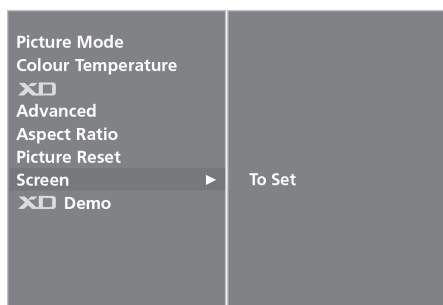 Picture Mode
Colour Temperature
XD
Advanced
Aspect Ratio
Picture Reset
Screen ► To Set
XD Demo